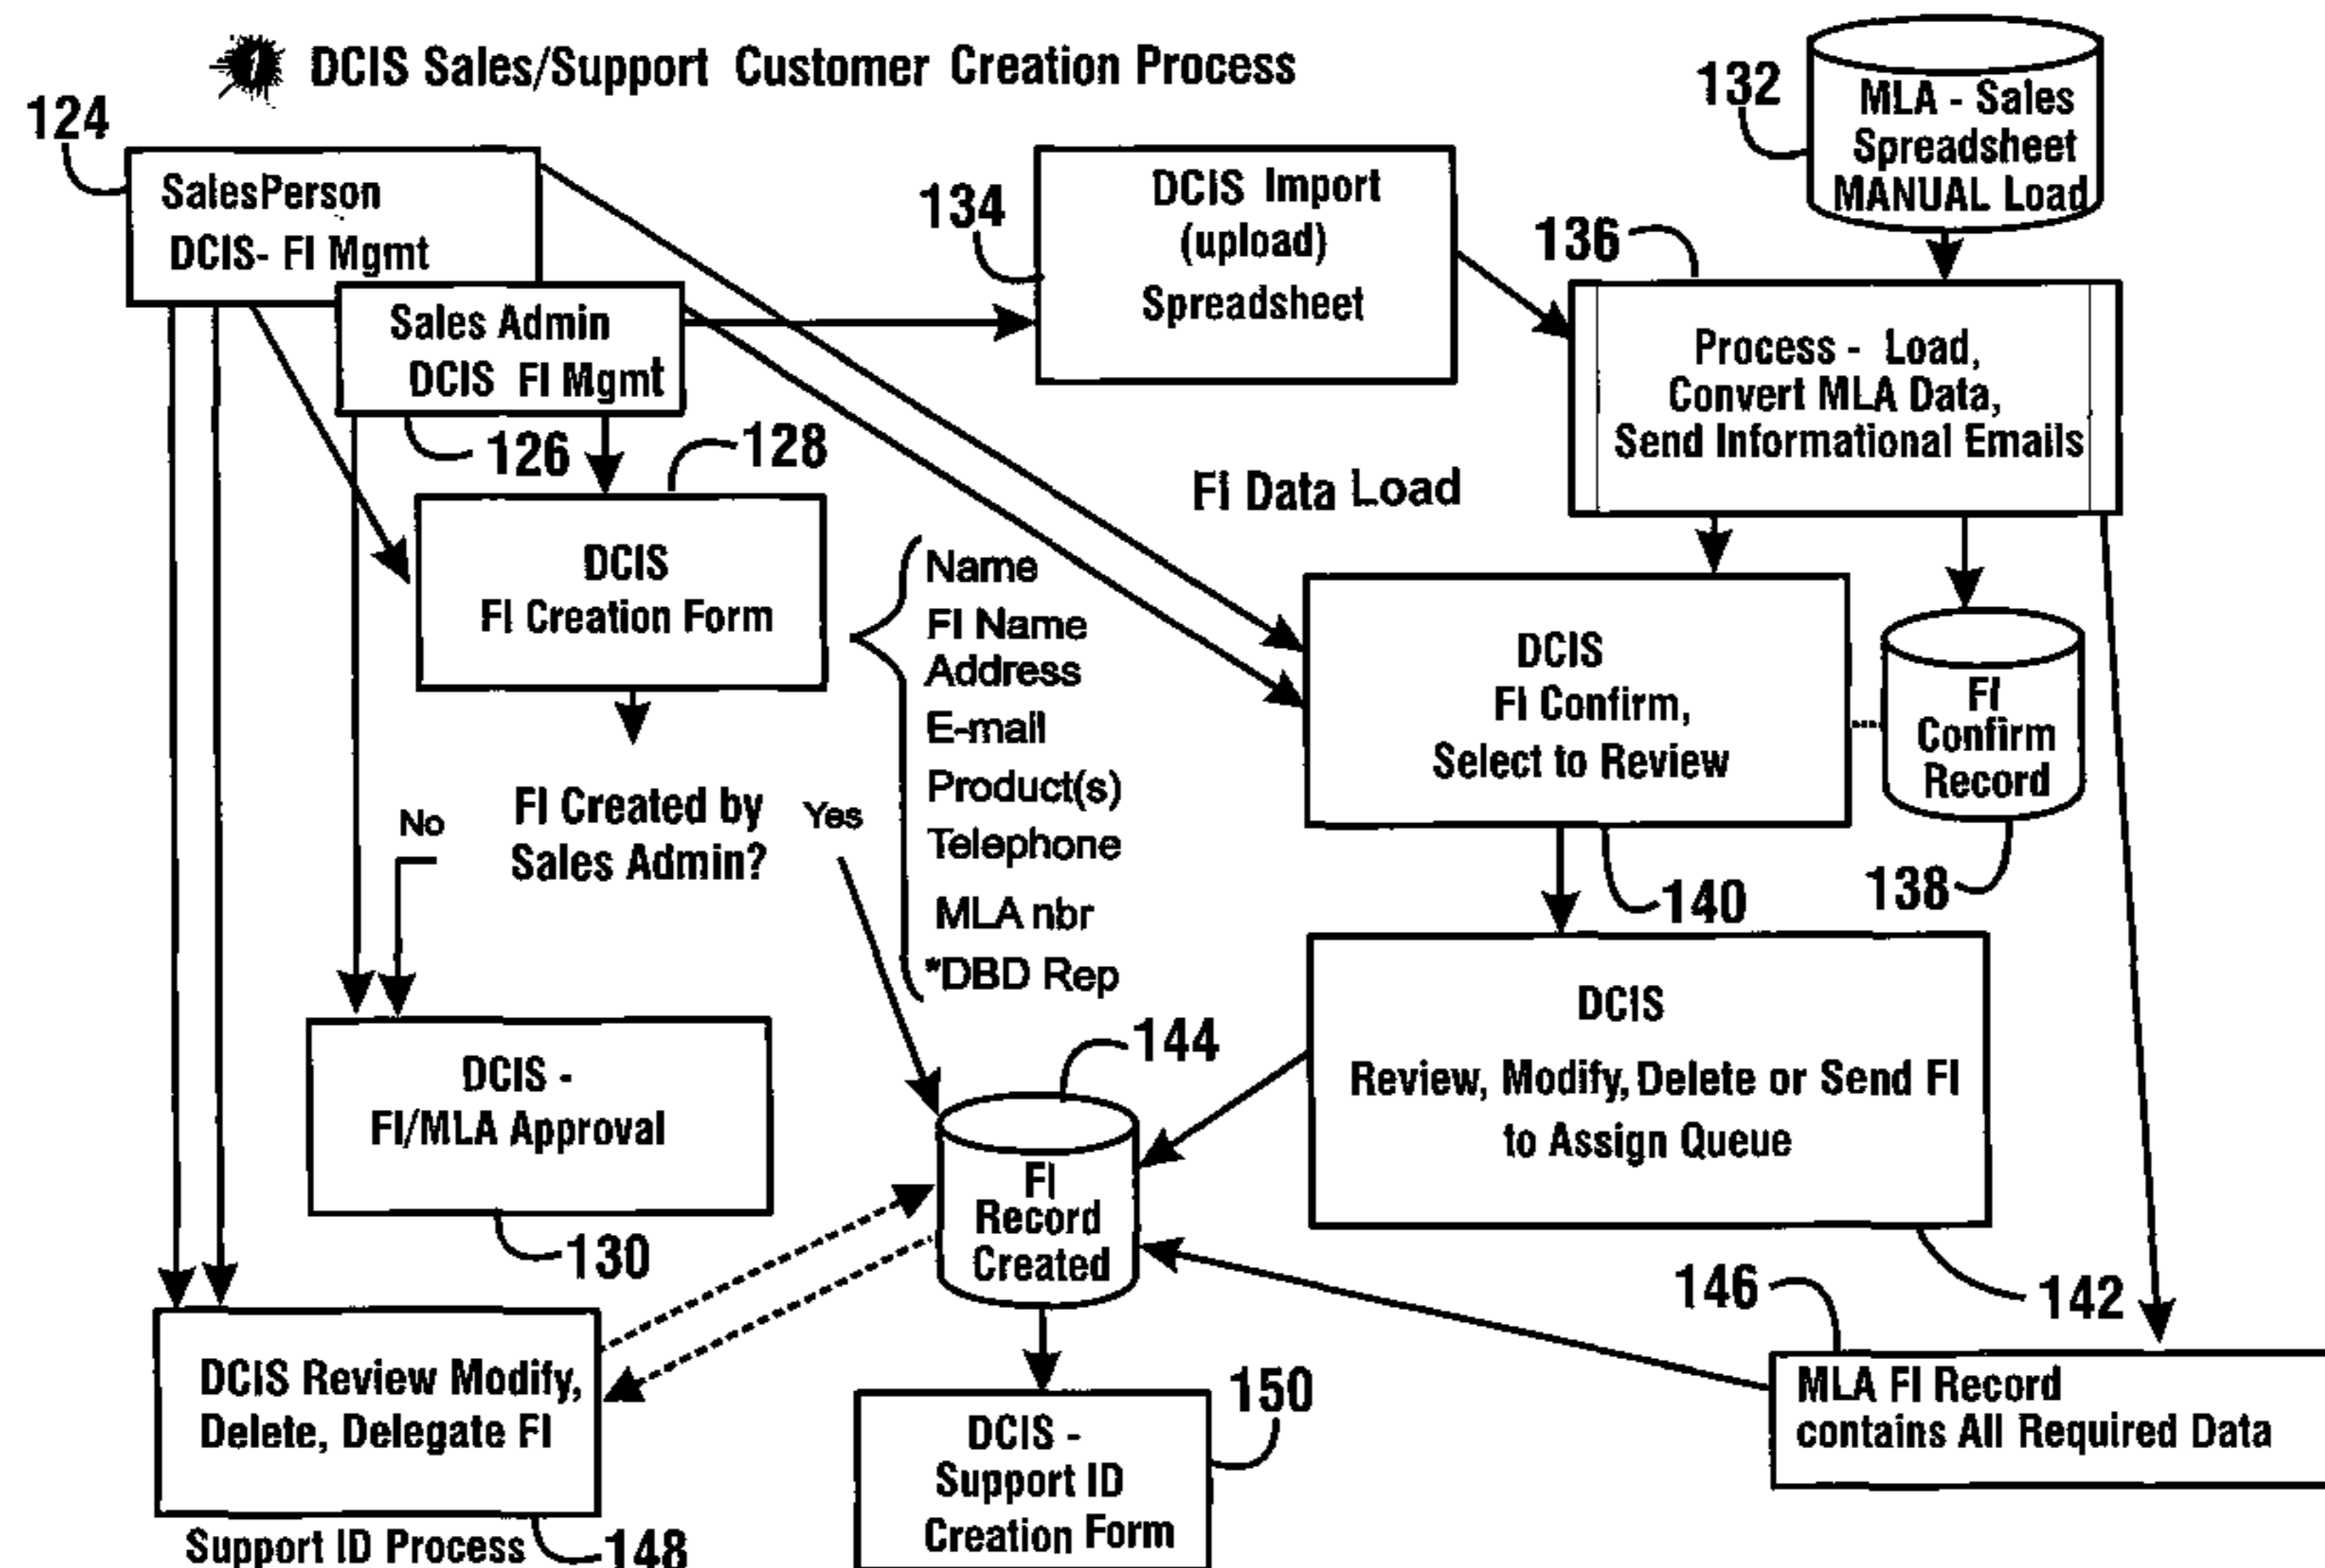 1 DCIS Sales/Support Customer Creation Process
124
SalesPerson
DCIS- FI Mgmt
Sales Admin
DCIS FI Mgmt
126
134
DCIS Import
(upload)
Spreadsheet
132
MLA - Sales
Spreadsheet
MANUAL Load
136
Process - Load,
Convert MLA Data,
Send Informational Emails
128
DCIS
FI Creation Form
FI Data Load
Name
FI Name
Address
E-mail
Product(s)
Telephone
MLA nbr
*DBD Rep
DCIS
FI Confirm,
Select to Review
140
FI
Confirm
Record
138
No
FI Created by
Sales Admin?
Yes
DCIS -
FI/MLA Approval
130
144
FI
Record
Created
DCIS
Review, Modify, Delete or Send FI
to Assign Queue
142
146
MLA FI Record
contains All Required Data
DCIS Review Modify,
Delete, Delegate FI
Support ID Process
148
DCIS -
Support ID
Creation Form
150